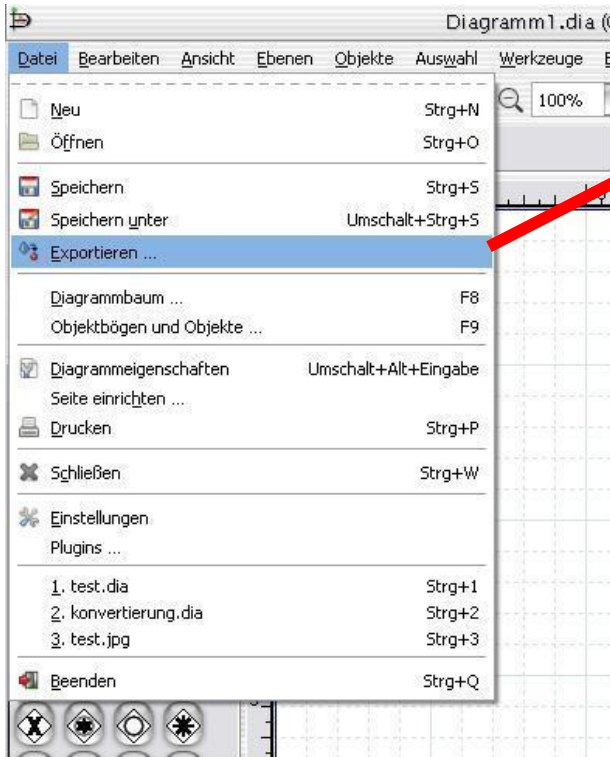 Diagramm1.dia (
Datei Bearbeiten Ansicht Ebenen Objekte Auswahl Werkzeuge
100%
Neu Strg+N
Öffnen Strg+O
Speichern Strg+S
Speichern unter Umschalt+Strg+S
Exportieren ...
Diagrammbaum ... F8
Objektbögen und Objekte ... F9
Diagrammeigenschaften Umschalt+Alt+Eingabe
Seite einrichten ...
Drucken Strg+P
Schließen Strg+W
Einstellungen
Plugins ...
1. test.dia Strg+1
2. konvertierung.dia Strg+2
3. test.jpg Strg+3
Beenden Strg+Q